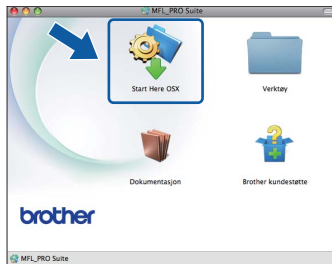 MFL_PRO Suite
Start Here OSX
Verktøy
Dokumentasjon
Brother kundestøtte
brother
MFL_PRO Suite